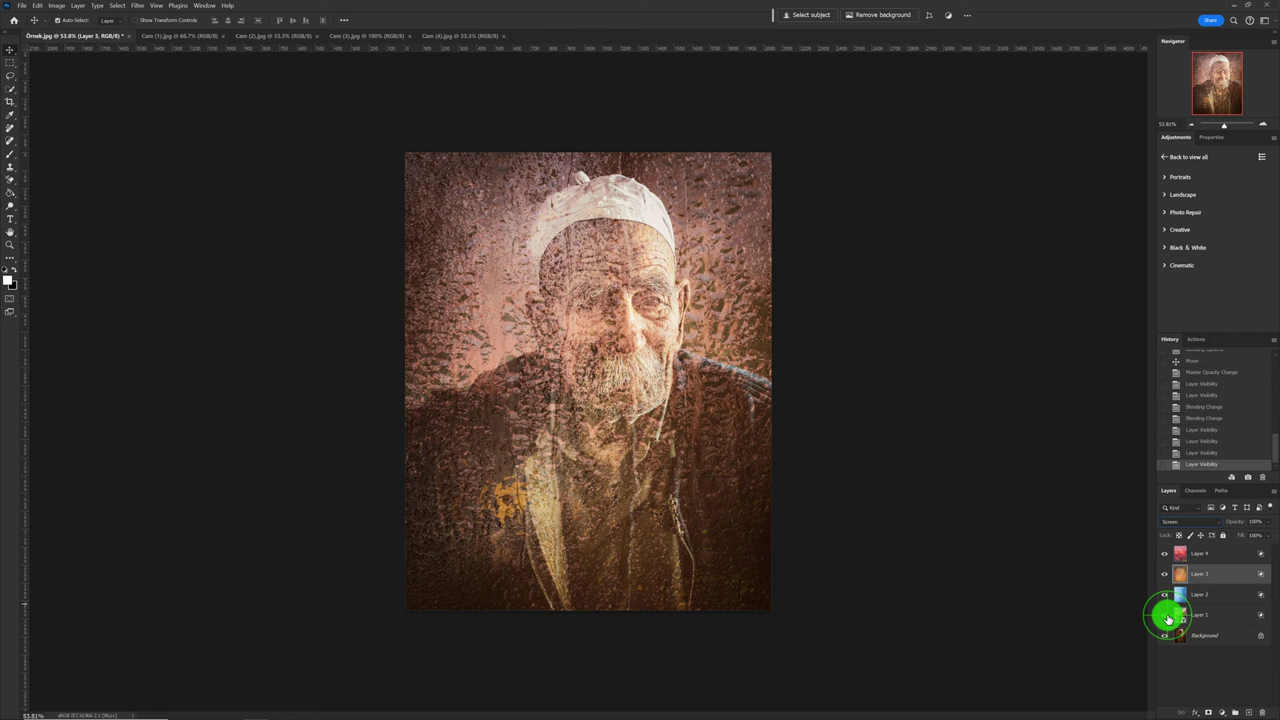 File Edit Image Layer Type Select Filter View Plugins Window Help
Auto-Select: Layer Show Transform Controls
Select subject Remove background
Share
Örnek.jpg @ 53.8% (Layer 3, RGB/8) * × Cam (1).jpg @ 66.7% (RGB/8) × Cam (2).jpg @ 33.3% (RGB/8) × Cam (3).jpg @ 100% (RGB/8) × Cam (4).jpg @ 33.3% (RGB/8) ×
Navigator
53.81%
Adjustments Properties
Back to view all
Portraits
Landscape
Photo Repair
Creative
Black & White
Cinematic
History Actions
Blending Options
Move
Master Opacity Change
Layer Visibility
Layer Visibility
Blending Change
Blending Change
Layer Visibility
Layer Visibility
Layer Visibility
Layer Visibility
Layers Channels Paths
Kind
Screen Opacity: 100%
Lock: Fill: 100%
Layer 4
Layer 3
Layer 2
Layer 1
Background
53.81%